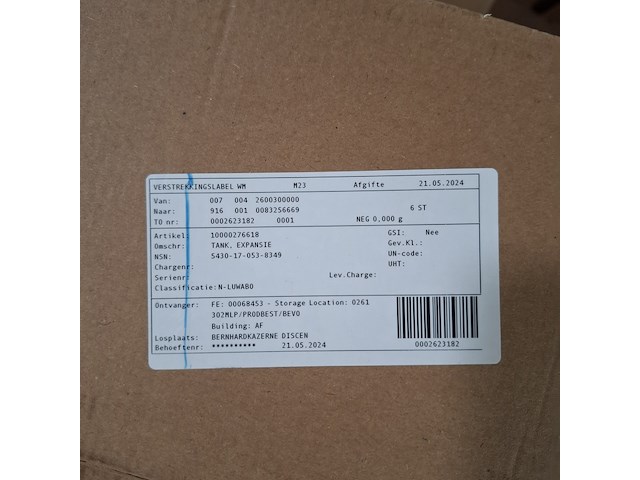 VERSTREKKINGSLABEL WM M23 Afgifte 21.05.2024
Van: 007 004 2600300000
Naar: 916 001 0083256669 6 ST
TO nr: 0002623182 0001 NEG 0,000 g
Artikel: 10000276618 GSI: Nee
Omschr: TANK, EXPANSIE Gev.Kl.:
NSN: 5430-17-053-8349 UN-code:
Chargenr: UHT:
Serienr: Lev.Charge:
Classificatie: N-LUWABO
Ontvanger: FE: 00068453 - Storage Location: 0261
302MLP/PRODBEST/BEVO
Building: AF
Losplaats: BERNHARDKAZERNE DISCEN
Behoeftenr: ********** 21.05.2024 0002623182